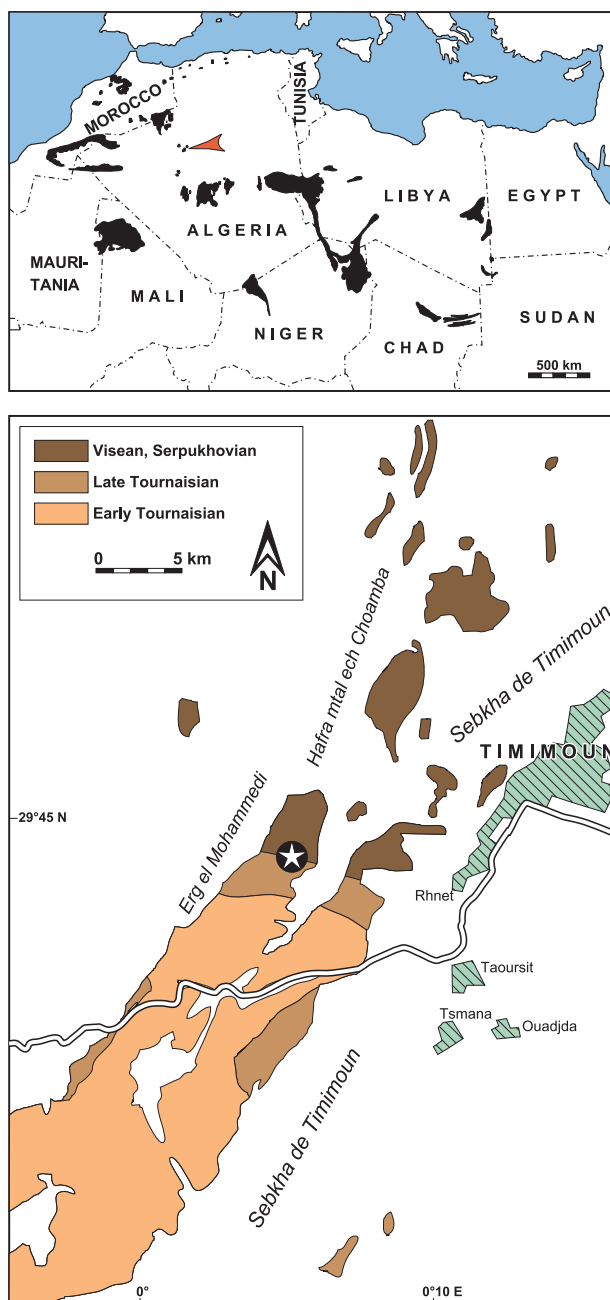 MOROCCO
TUNISIA
ALGERIA
LIBYA
EGYPT
MAURI-
TANIA
MALI
NIGER
CHAD
SUDAN
500 km
Visean, Serpukhovian
Late Tournaisian
Early Tournaisian
0 5 km
N
Hafra mtal ech Choamba
Sebkha de Timimoun
TIMIMOUN
29°45 N
Erg el Mohammedi
Rhnet
Taoursit
Tsmana
Ouadjda
Sebkha de Timimoun
0°
0°10 E